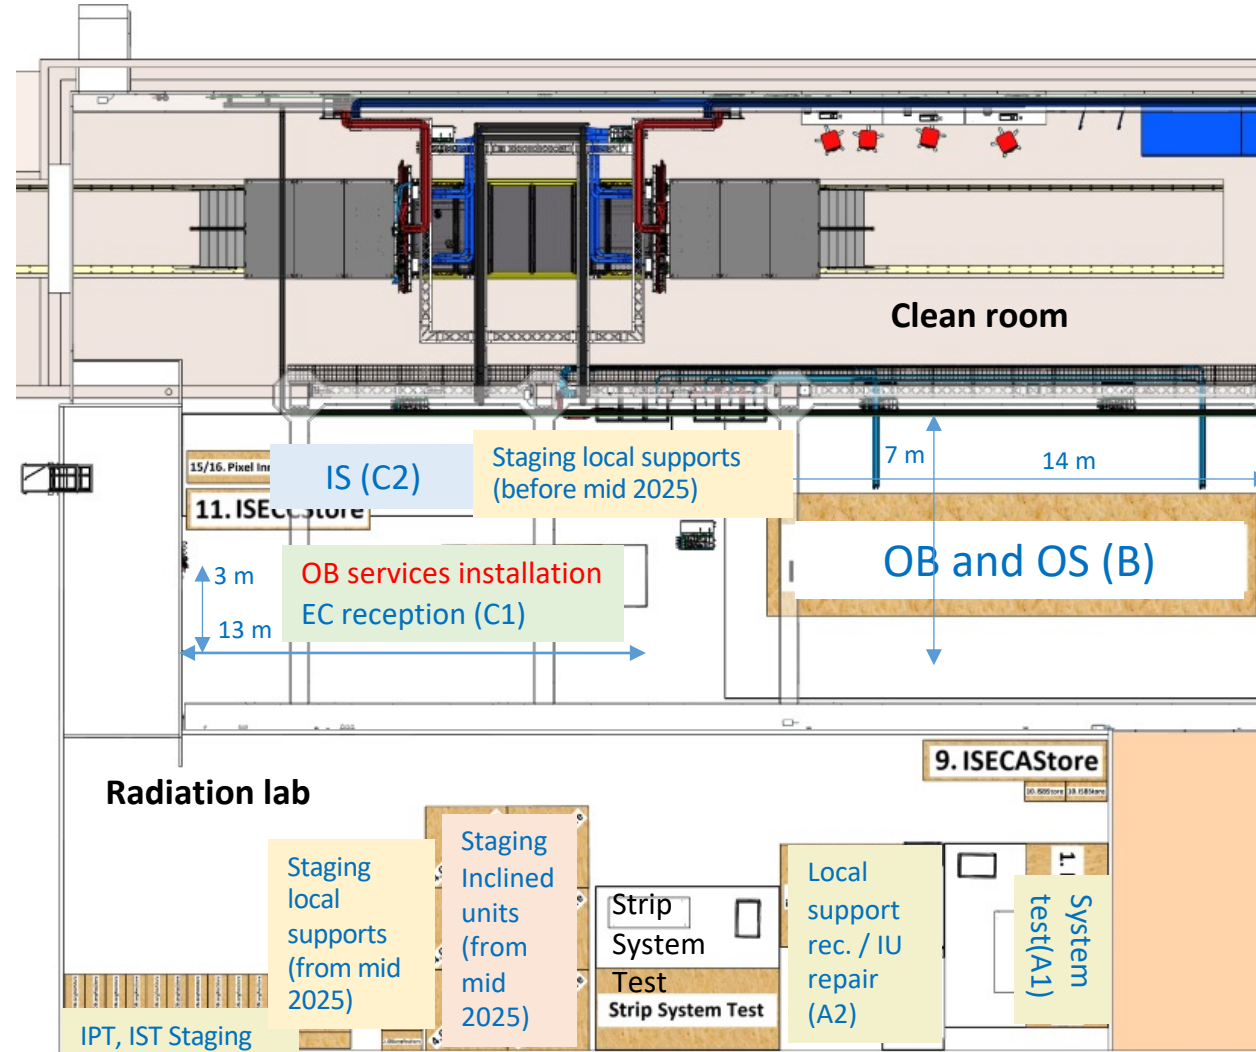 Clean room
15/16. Pixel Inn
IS (C2)
Staging local supports
(before mid 2025)
7 m
14 m
11. ISECCStore
OB and OS (B)
3 m
OB services installation
EC reception (C1)
13 m
9. ISECAStore
Radiation lab
Staging
local
supports
(from mid
2025)
Staging
Inclined
units
(from
mid
2025)
Strip
System
Test
Strip System Test
Local
support
rec. / IU
repair
(A2)
1.
System
test(A1)
IPT, IST Staging